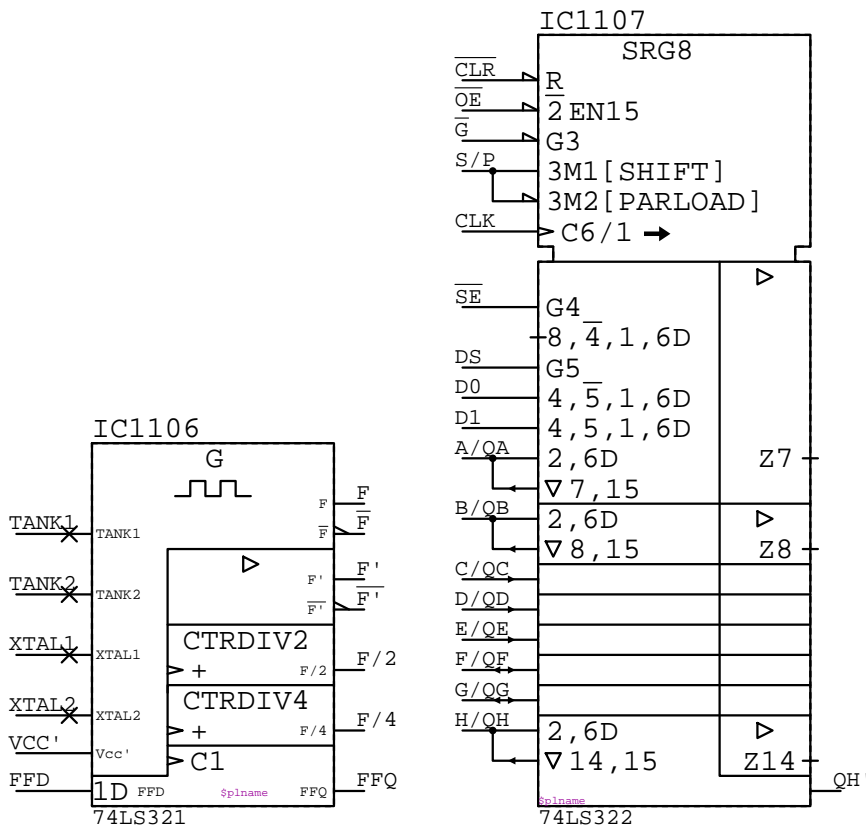 IC1107
SRG8
CLR
R
OE
2EN15
G
G3
S/P
3M1[SHIFT]
3M2[PARLOAD]
CLK
C6/1
SE
G4
8,4,1,6D
DS
G5
D0
4,5,1,6D
D1
4,5,1,6D
A/QA
2,6D
Z7
7,15
B/QB
2,6D
8,15
Z8
C/QC
D/QD
E/QE
F/QF
G/QG
H/QH
2,6D
14,15
Z14
QH'
$plname
74LS322
IC1106
G
F
F
TANK1
TANK1
F
F
TANK2
TANK2
F'
F'
F'
F'
XTAL1
XTAL1
CTRDIV2
+
F/2
F/2
XTAL2
XTAL2
CTRDIV4
+
F/4
F/4
VCC'
Vcc'
C1
FFD
1D
FFD
$plname
FFQ
FFQ
74LS321